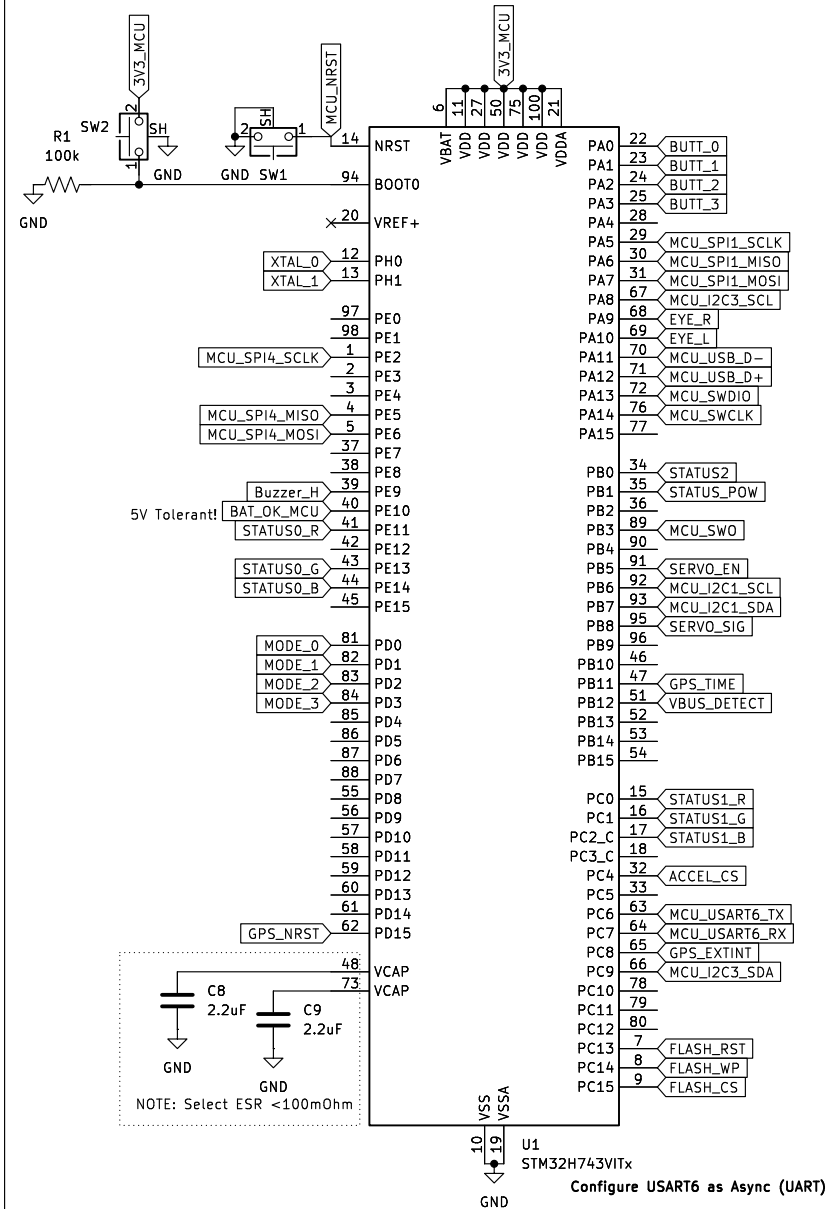 3V3_MCU
SW2
2
SH
1
GND
R1
100k
GND
MCU_NRST
SH
2
1
GND
SW1
3V3_MCU
6
11
27
50
75
100
21
VBAT
VDD
VDD
VDD
VDD
VDD
VDDA
14 NRST
94 BOOT0
20 VREF+
XTAL_0 12 PH0
XTAL_1 13 PH1
97 PE0
98 PE1
MCU_SPI4_SCLK 1 PE2
2 PE3
3 PE4
MCU_SPI4_MISO 4 PE5
MCU_SPI4_MOSI 5 PE6
37 PE7
38 PE8
Buzzer_H 39 PE9
5V Tolerant! BAT_OK_MCU 40 PE10
STATUS0_R 41 PE11
42 PE12
STATUS0_G 43 PE13
STATUS0_B 44 PE14
45 PE15
MODE_0 81 PD0
MODE_1 82 PD1
MODE_2 83 PD2
MODE_3 84 PD3
85 PD4
86 PD5
87 PD6
88 PD7
55 PD8
56 PD9
57 PD10
58 PD11
59 PD12
60 PD13
61 PD14
GPS_NRST 62 PD15
48 VCAP
73 VCAP
C8
2.2uF
GND
C9
2.2uF
GND
NOTE: Select ESR <100mOhm
PA0 22 BUTT_0
PA1 23 BUTT_1
PA2 24 BUTT_2
PA3 25 BUTT_3
PA4 28
PA5 29 MCU_SPI1_SCLK
PA6 30 MCU_SPI1_MISO
PA7 31 MCU_SPI1_MOSI
PA8 67 MCU_I2C3_SCL
PA9 68 EYE_R
PA10 69 EYE_L
PA11 70 MCU_USB_D-
PA12 71 MCU_USB_D+
PA13 72 MCU_SWDIO
PA14 76 MCU_SWCLK
PA15 77
PB0 34 STATUS2
PB1 35 STATUS_POW
PB2 36
PB3 89 MCU_SWO
PB4 90
PB5 91 SERVO_EN
PB6 92 MCU_I2C1_SCL
PB7 93 MCU_I2C1_SDA
PB8 95 SERVO_SIG
PB9 96
PB10 46
PB11 47 GPS_TIME
PB12 51 VBUS_DETECT
PB13 52
PB14 53
PB15 54
PC0 15 STATUS1_R
PC1 16 STATUS1_G
PC2_C 17 STATUS1_B
PC3_C 18
PC4 32 ACCEL_CS
PC5 33
PC6 63 MCU_USART6_TX
PC7 64 MCU_USART6_RX
PC8 65 GPS_EXTINT
PC9 66 MCU_I2C3_SDA
PC10 78
PC11 79
PC12 80
PC13 7 FLASH_RST
PC14 8 FLASH_WP
PC15 9 FLASH_CS
VSS
VSSA
10
19
GND
U1
STM32H743VITx
Configure USART6 as Async (UART)